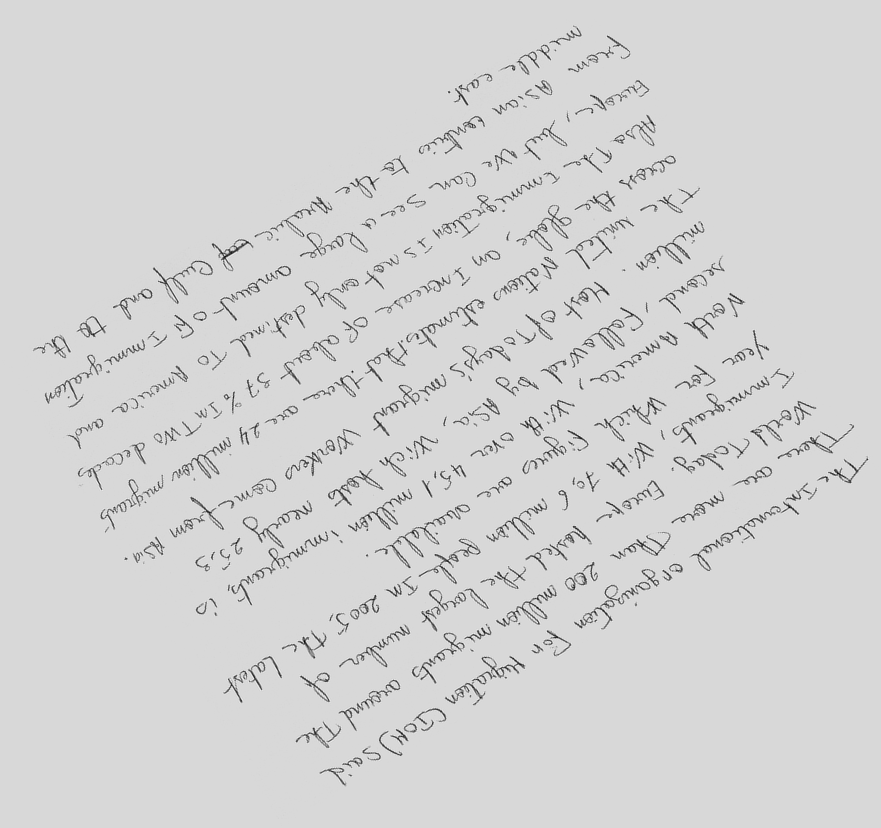 The International organization For Migration (IOM) said
There are more Than 200 million migrants around The
World Today. Europe hosted The largest number of
Immigrants, With 70,6 million people In 2005, The Latest
Year For Which Figures are available.
North America, With over 45,1 million immigrants, is
second, Followed by Asia, Wich hosts nearly 25,3
million. Most of Today's migrant Workers come from Asia.
The United Nations estimates that there are 24 million migrants
across the globe, an Increase of about 37% In Two decades
Also The Immigration Is not only destined To America and
Europe, but We Can See a large amount of Immigration
From Asian contries to the Arabic Gulf and to the
middle east.